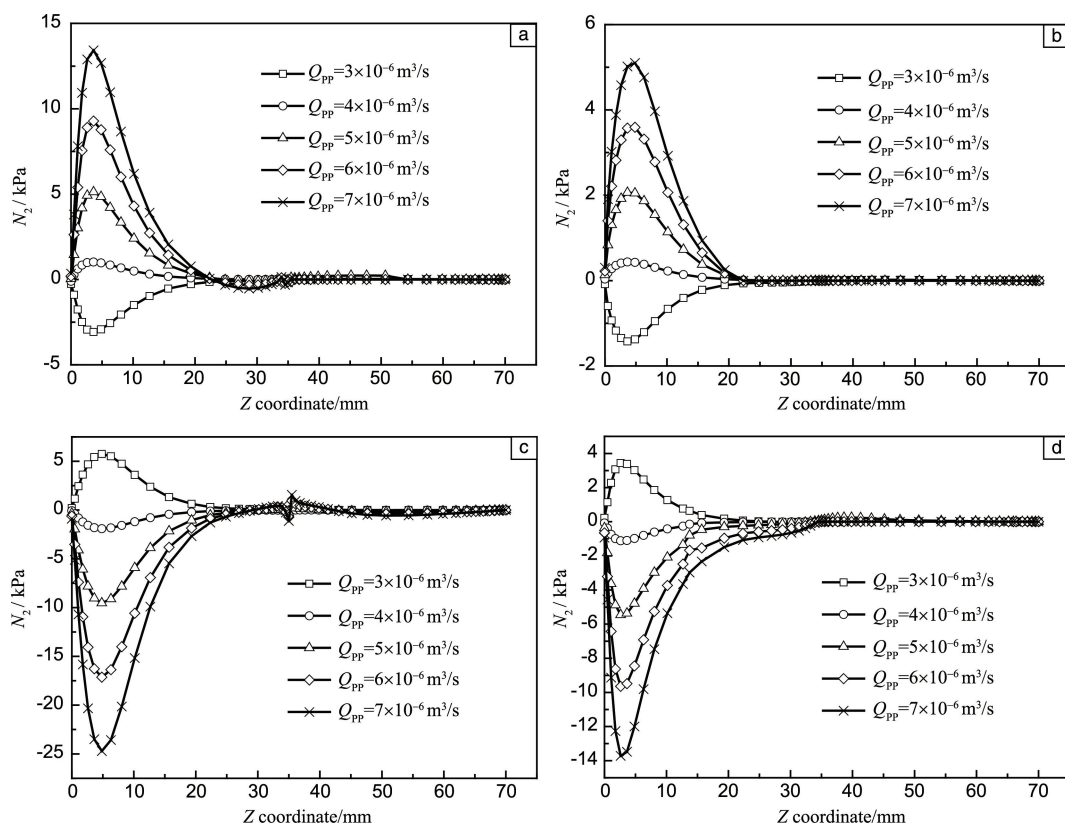 a
15
10
5
0
-5
N₂ / kPa
Q_PP=3×10⁻⁶ m³/s
Q_PP=4×10⁻⁶ m³/s
Q_PP=5×10⁻⁶ m³/s
Q_PP=6×10⁻⁶ m³/s
Q_PP=7×10⁻⁶ m³/s
0 10 20 30 40 50 60 70
Z coordinate/mm
b
6
4
2
0
-2
N₂ / kPa
Q_PP=3×10⁻⁶ m³/s
Q_PP=4×10⁻⁶ m³/s
Q_PP=5×10⁻⁶ m³/s
Q_PP=6×10⁻⁶ m³/s
Q_PP=7×10⁻⁶ m³/s
0 10 20 30 40 50 60 70
Z coordinate/mm
c
5
0
-5
-10
-15
-20
-25
N₂ / kPa
Q_PP=3×10⁻⁶ m³/s
Q_PP=4×10⁻⁶ m³/s
Q_PP=5×10⁻⁶ m³/s
Q_PP=6×10⁻⁶ m³/s
Q_PP=7×10⁻⁶ m³/s
0 10 20 30 40 50 60 70
Z coordinate/mm
d
4
2
0
-2
-4
-6
-8
-10
-12
-14
N₂ / kPa
Q_PP=3×10⁻⁶ m³/s
Q_PP=4×10⁻⁶ m³/s
Q_PP=5×10⁻⁶ m³/s
Q_PP=6×10⁻⁶ m³/s
Q_PP=7×10⁻⁶ m³/s
0 10 20 30 40 50 60 70
Z coordinate/mm